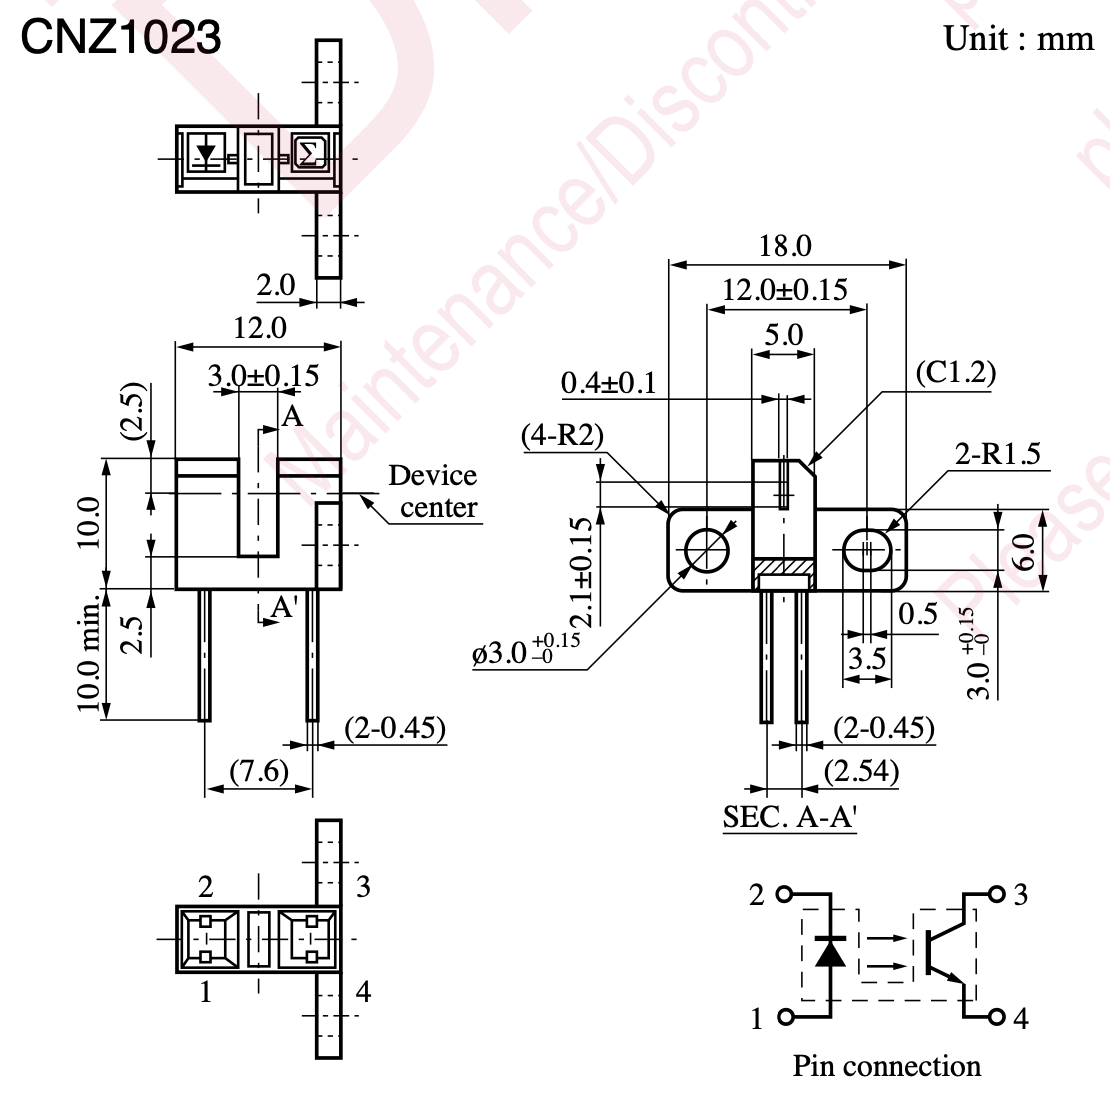 CNZ1023
Unit : mm
Maintenance/Discontin
Please
pl
Σ
2.0
12.0
3.0±0.15
(2.5)
A
Device
center
10.0
A'
2.5
10.0 min.
(2-0.45)
(7.6)
18.0
12.0±0.15
5.0
0.4±0.1
(C1.2)
(4-R2)
2-R1.5
2.1±0.15
6.0
ø3.0 +0.15 –0
0.5
3.5
3.0 +0.15 –0
(2-0.45)
(2.54)
SEC. A-A'
2
3
1
4
2
3
1
4
Pin connection